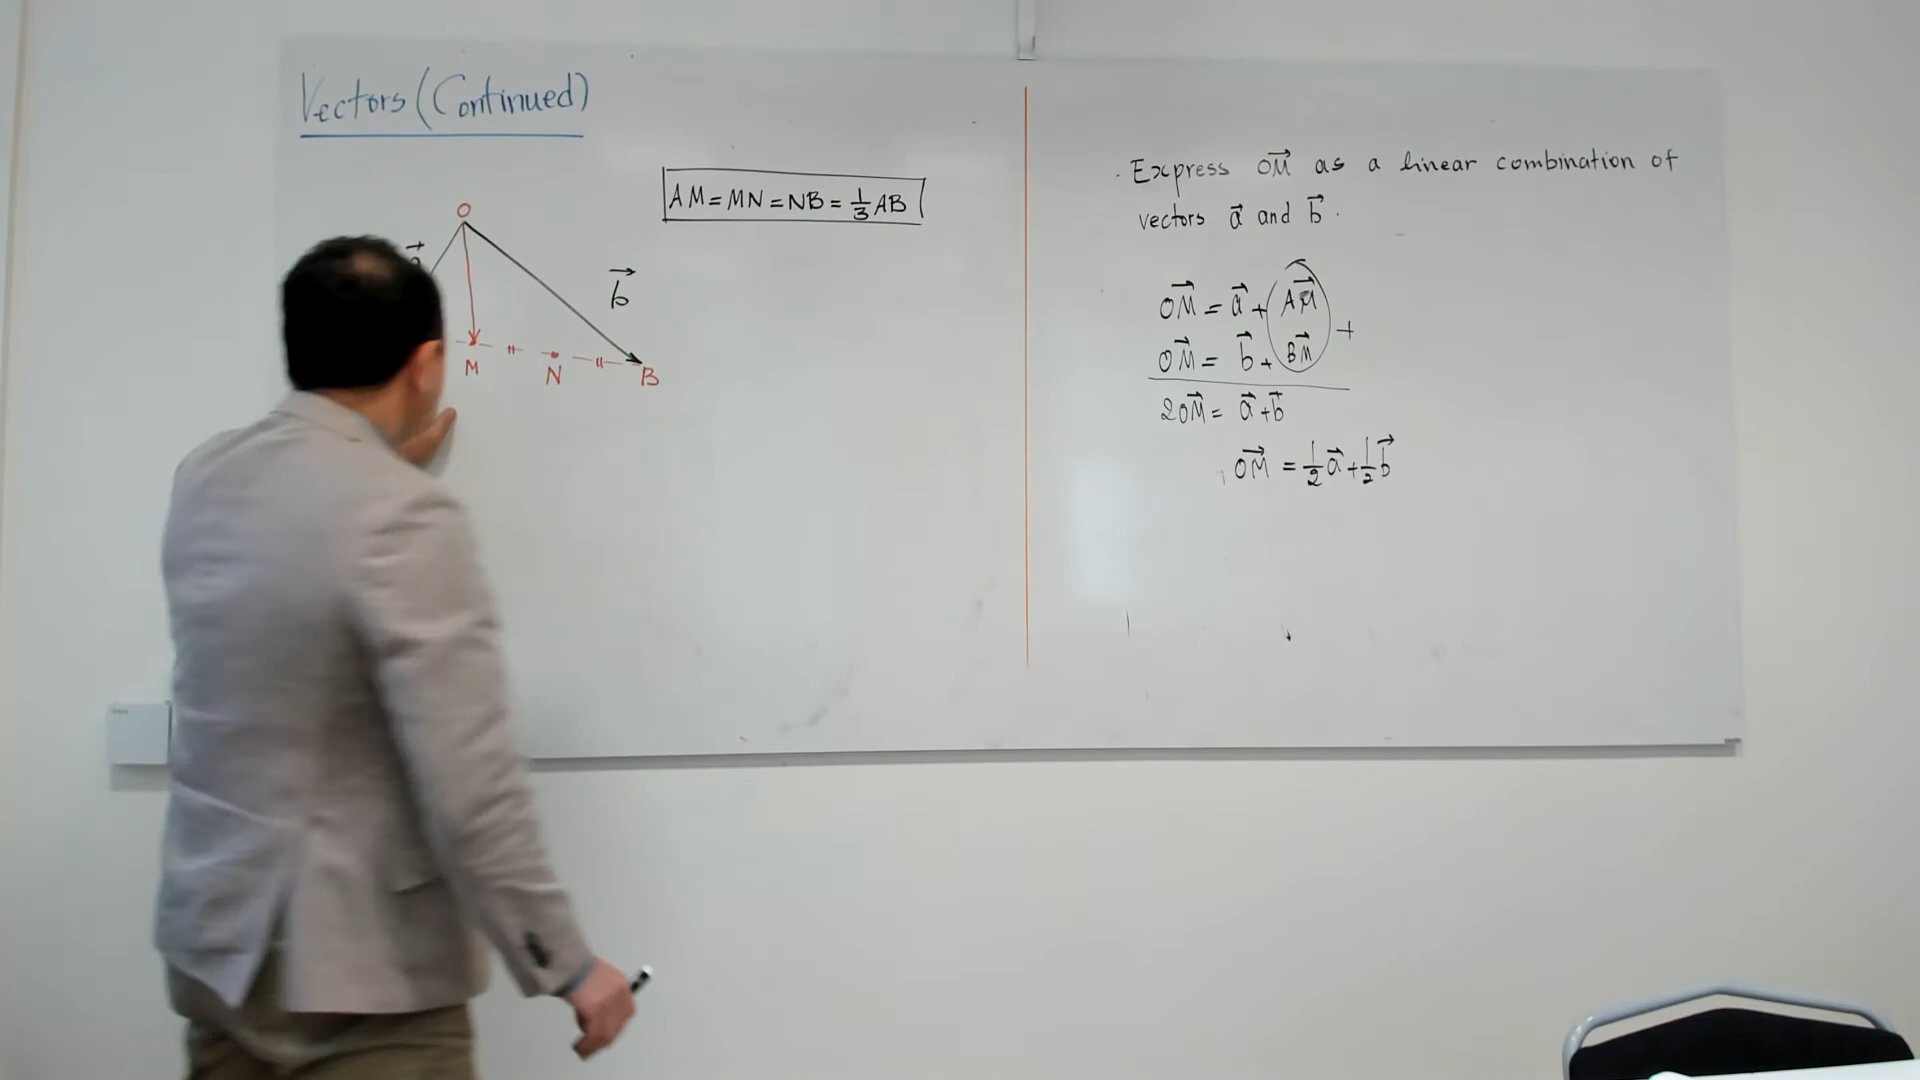 Vectors (Continued)
AM = MN = NB = 1/3 AB
O
b⃗
M
N
B
Express OM⃗ as a linear combination of
vectors a⃗ and b⃗.
OM⃗ = a⃗ + AM⃗
OM⃗ = b⃗ + BM⃗ +
2OM⃗ = a⃗ + b⃗
OM⃗ = 1/2 a⃗ + 1/2 b⃗